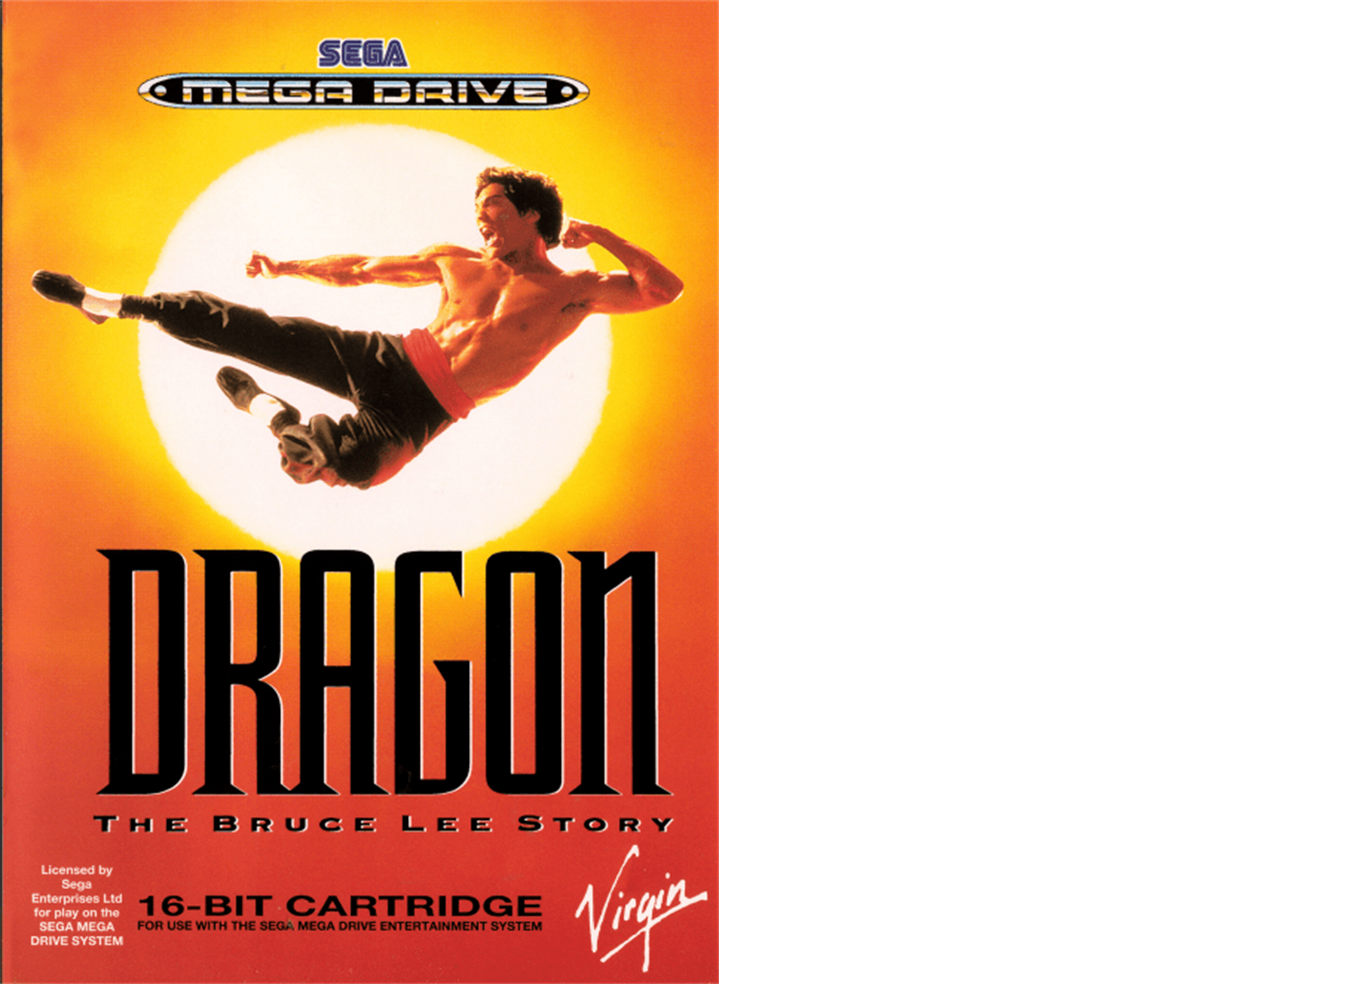 SEGA
MEGA DRIVE
DRAGON
THE BRUCE LEE STORY
Licensed by
Sega
Enterprises Ltd
for play on the
SEGA MEGA
DRIVE SYSTEM
16-BIT CARTRIDGE
FOR USE WITH THE SEGA MEGA DRIVE ENTERTAINMENT SYSTEM
Virgin